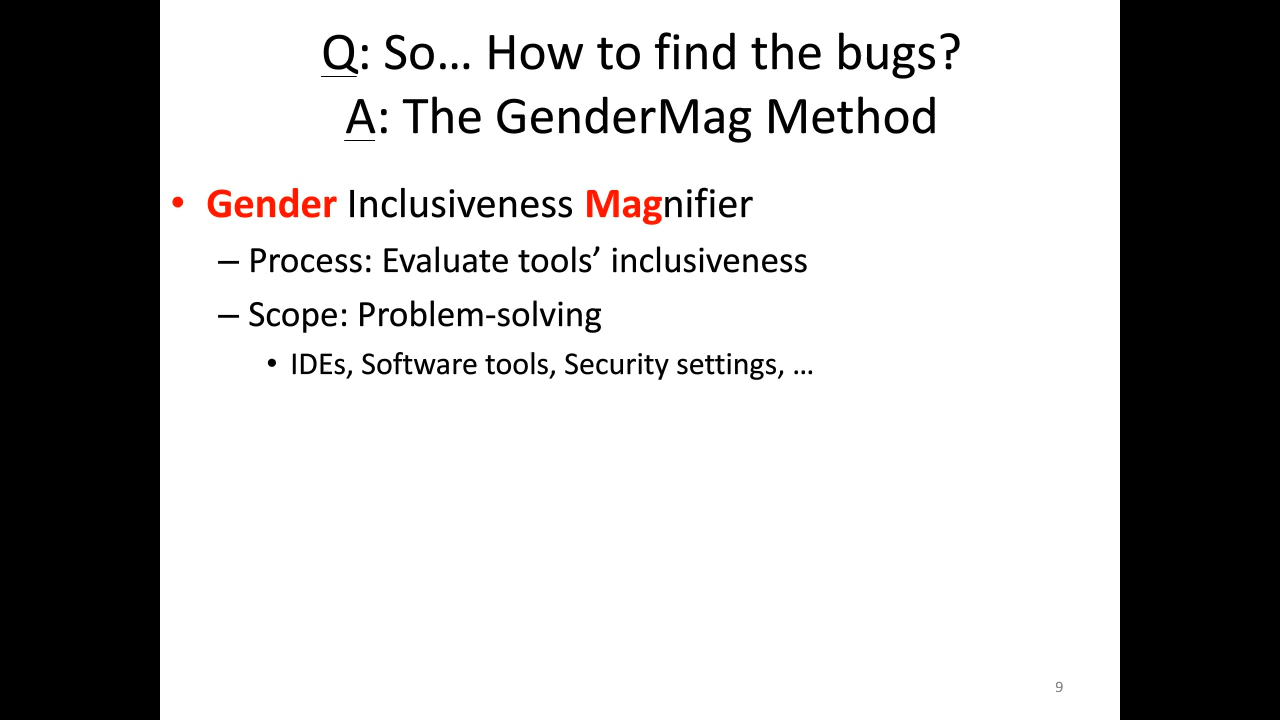 Q: So… How to find the bugs?
A: The GenderMag Method
• Gender Inclusiveness Magnifier
– Process: Evaluate tools’ inclusiveness
– Scope: Problem-solving
• IDEs, Software tools, Security settings, …
9